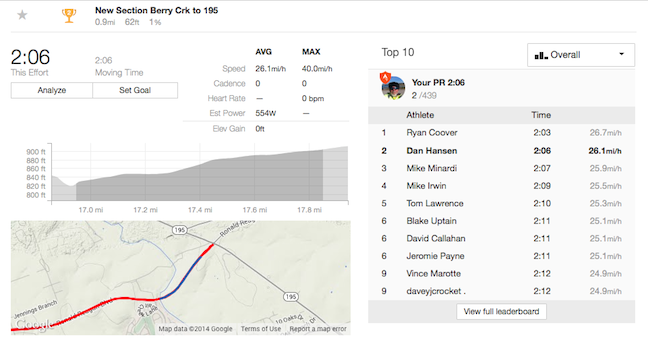 New Section Berry Crk to 195
0.9mi 62ft 1%
2
2:06
This Effort
2:06
Moving Time
Analyze Set Goal
AVG MAX
Speed 26.1mi/h 40.0mi/h
Cadence 0 0
Heart Rate — 0 bpm
Est Power 554W —
Elev Gain 0ft
900 ft
880 ft
860 ft
840 ft
820 ft
800 ft
17.0 mi 17.2 mi 17.4 mi 17.6 mi 17.8 mi
195
Ronald
195
Jennings Branch
Google
Map data ©2014 Google Terms of Use Report a map error
Top 10
Overall
Your PR 2:06
2 /439
Athlete Time
1 Ryan Coover 2:03 26.7mi/h
2 Dan Hansen 2:06 26.1mi/h
3 Mike Minardi 2:07 25.9mi/h
4 Mike Irwin 2:09 25.5mi/h
5 Tom Lawrence 2:10 25.3mi/h
6 Blake Uptain 2:11 25.1mi/h
6 David Callahan 2:11 25.1mi/h
6 Jeromie Payne 2:11 25.1mi/h
9 Vince Marotte 2:12 24.9mi/h
9 daveyjcrocket . 2:12 24.9mi/h
View full leaderboard